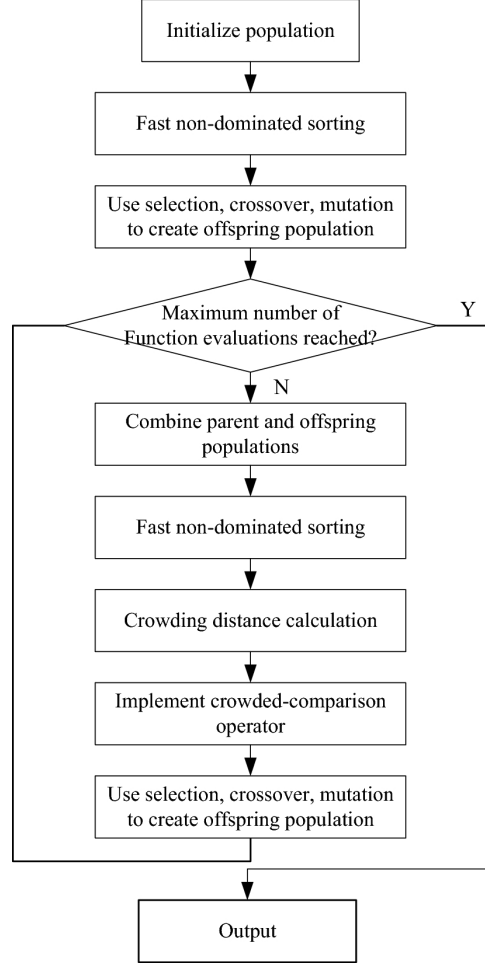 Initialize population
Fast non-dominated sorting
Use selection, crossover, mutation
to create offspring population
Maximum number of
Function evaluations reached?
Y
N
Combine parent and offspring
populations
Fast non-dominated sorting
Crowding distance calculation
Implement crowded-comparison
operator
Use selection, crossover, mutation
to create offspring population
Output